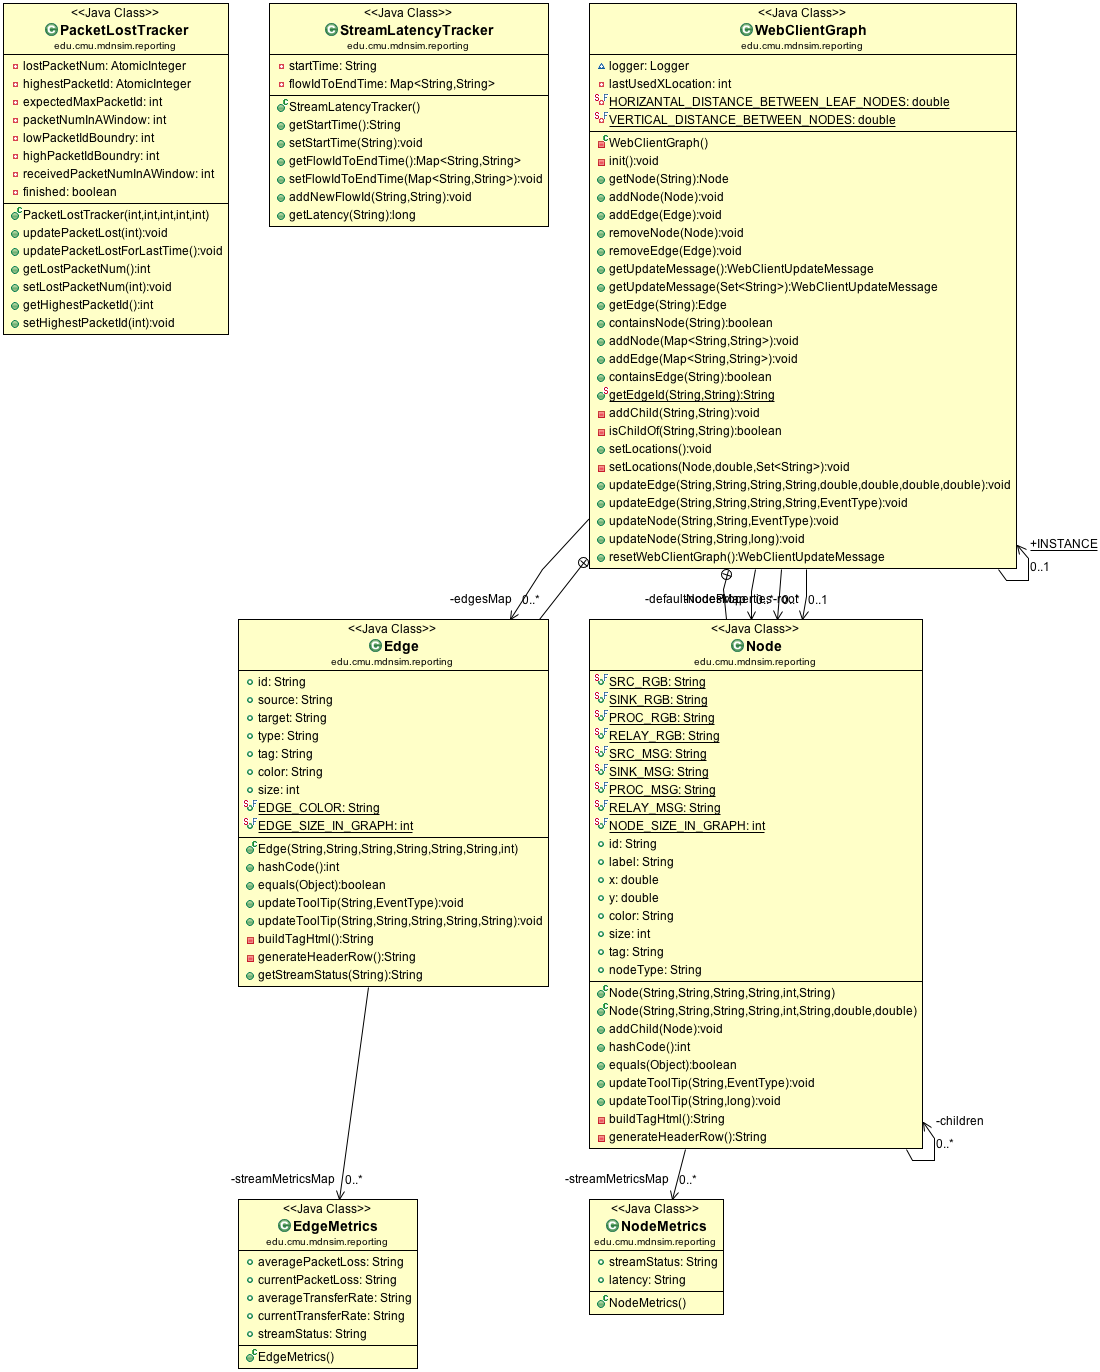 <<Java Class>>
PacketLostTracker
edu.cmu.mdnsim.reporting
lostPacketNum: AtomicInteger
highestPacketId: AtomicInteger
expectedMaxPacketId: int
packetNumInAWindow: int
lowPacketIdBoundry: int
highPacketIdBoundry: int
receivedPacketNumInAWindow: int
finished: boolean
PacketLostTracker(int,int,int,int,int)
updatePacketLost(int):void
updatePacketLostForLastTime():void
getLostPacketNum():int
setLostPacketNum(int):void
getHighestPacketId():int
setHighestPacketId(int):void
<<Java Class>>
StreamLatencyTracker
edu.cmu.mdnsim.reporting
startTime: String
flowIdToEndTime: Map<String,String>
StreamLatencyTracker()
getStartTime():String
setStartTime(String):void
getFlowIdToEndTime():Map<String,String>
setFlowIdToEndTime(Map<String,String>):void
addNewFlowId(String,String):void
getLatency(String):long
<<Java Class>>
WebClientGraph
edu.cmu.mdnsim.reporting
logger: Logger
lastUsedXLocation: int
HORIZANTAL_DISTANCE_BETWEEN_LEAF_NODES: double
VERTICAL_DISTANCE_BETWEEN_NODES: double
WebClientGraph()
init():void
getNode(String):Node
addNode(Node):void
addEdge(Edge):void
removeNode(Node):void
removeEdge(Edge):void
getUpdateMessage():WebClientUpdateMessage
getUpdateMessage(Set<String>):WebClientUpdateMessage
getEdge(String):Edge
containsNode(String):boolean
addNode(Map<String,String>):void
addEdge(Map<String,String>):void
containsEdge(String):boolean
getEdgeId(String,String):String
addChild(String,String):void
isChildOf(String,String):boolean
setLocations():void
setLocations(Node,double,Set<String>):void
updateEdge(String,String,String,String,double,double,double,double):void
updateEdge(String,String,String,String,EventType):void
updateNode(String,String,EventType):void
updateNode(String,String,long):void
resetWebClientGraph():WebClientUpdateMessage
+INSTANCE
0..1
-edgesMap 0..*
-root 0..1
<<Java Class>>
Edge
edu.cmu.mdnsim.reporting
id: String
source: String
target: String
type: String
tag: String
color: String
size: int
EDGE_COLOR: String
EDGE_SIZE_IN_GRAPH: int
Edge(String,String,String,String,String,String,int)
hashCode():int
equals(Object):boolean
updateToolTip(String,EventType):void
updateToolTip(String,String,String,String,String):void
buildTagHtml():String
generateHeaderRow():String
getStreamStatus(String):String
<<Java Class>>
Node
edu.cmu.mdnsim.reporting
SRC_RGB: String
SINK_RGB: String
PROC_RGB: String
RELAY_RGB: String
SRC_MSG: String
SINK_MSG: String
PROC_MSG: String
RELAY_MSG: String
NODE_SIZE_IN_GRAPH: int
id: String
label: String
x: double
y: double
color: String
size: int
tag: String
nodeType: String
Node(String,String,String,String,int,String)
Node(String,String,String,String,int,String,double,double)
addChild(Node):void
hashCode():int
equals(Object):boolean
updateToolTip(String,EventType):void
updateToolTip(String,long):void
buildTagHtml():String
generateHeaderRow():String
-children
0..*
-streamMetricsMap 0..*
-streamMetricsMap 0..*
<<Java Class>>
EdgeMetrics
edu.cmu.mdnsim.reporting
averagePacketLoss: String
currentPacketLoss: String
averageTransferRate: String
currentTransferRate: String
streamStatus: String
EdgeMetrics()
<<Java Class>>
NodeMetrics
edu.cmu.mdnsim.reporting
streamStatus: String
latency: String
NodeMetrics()